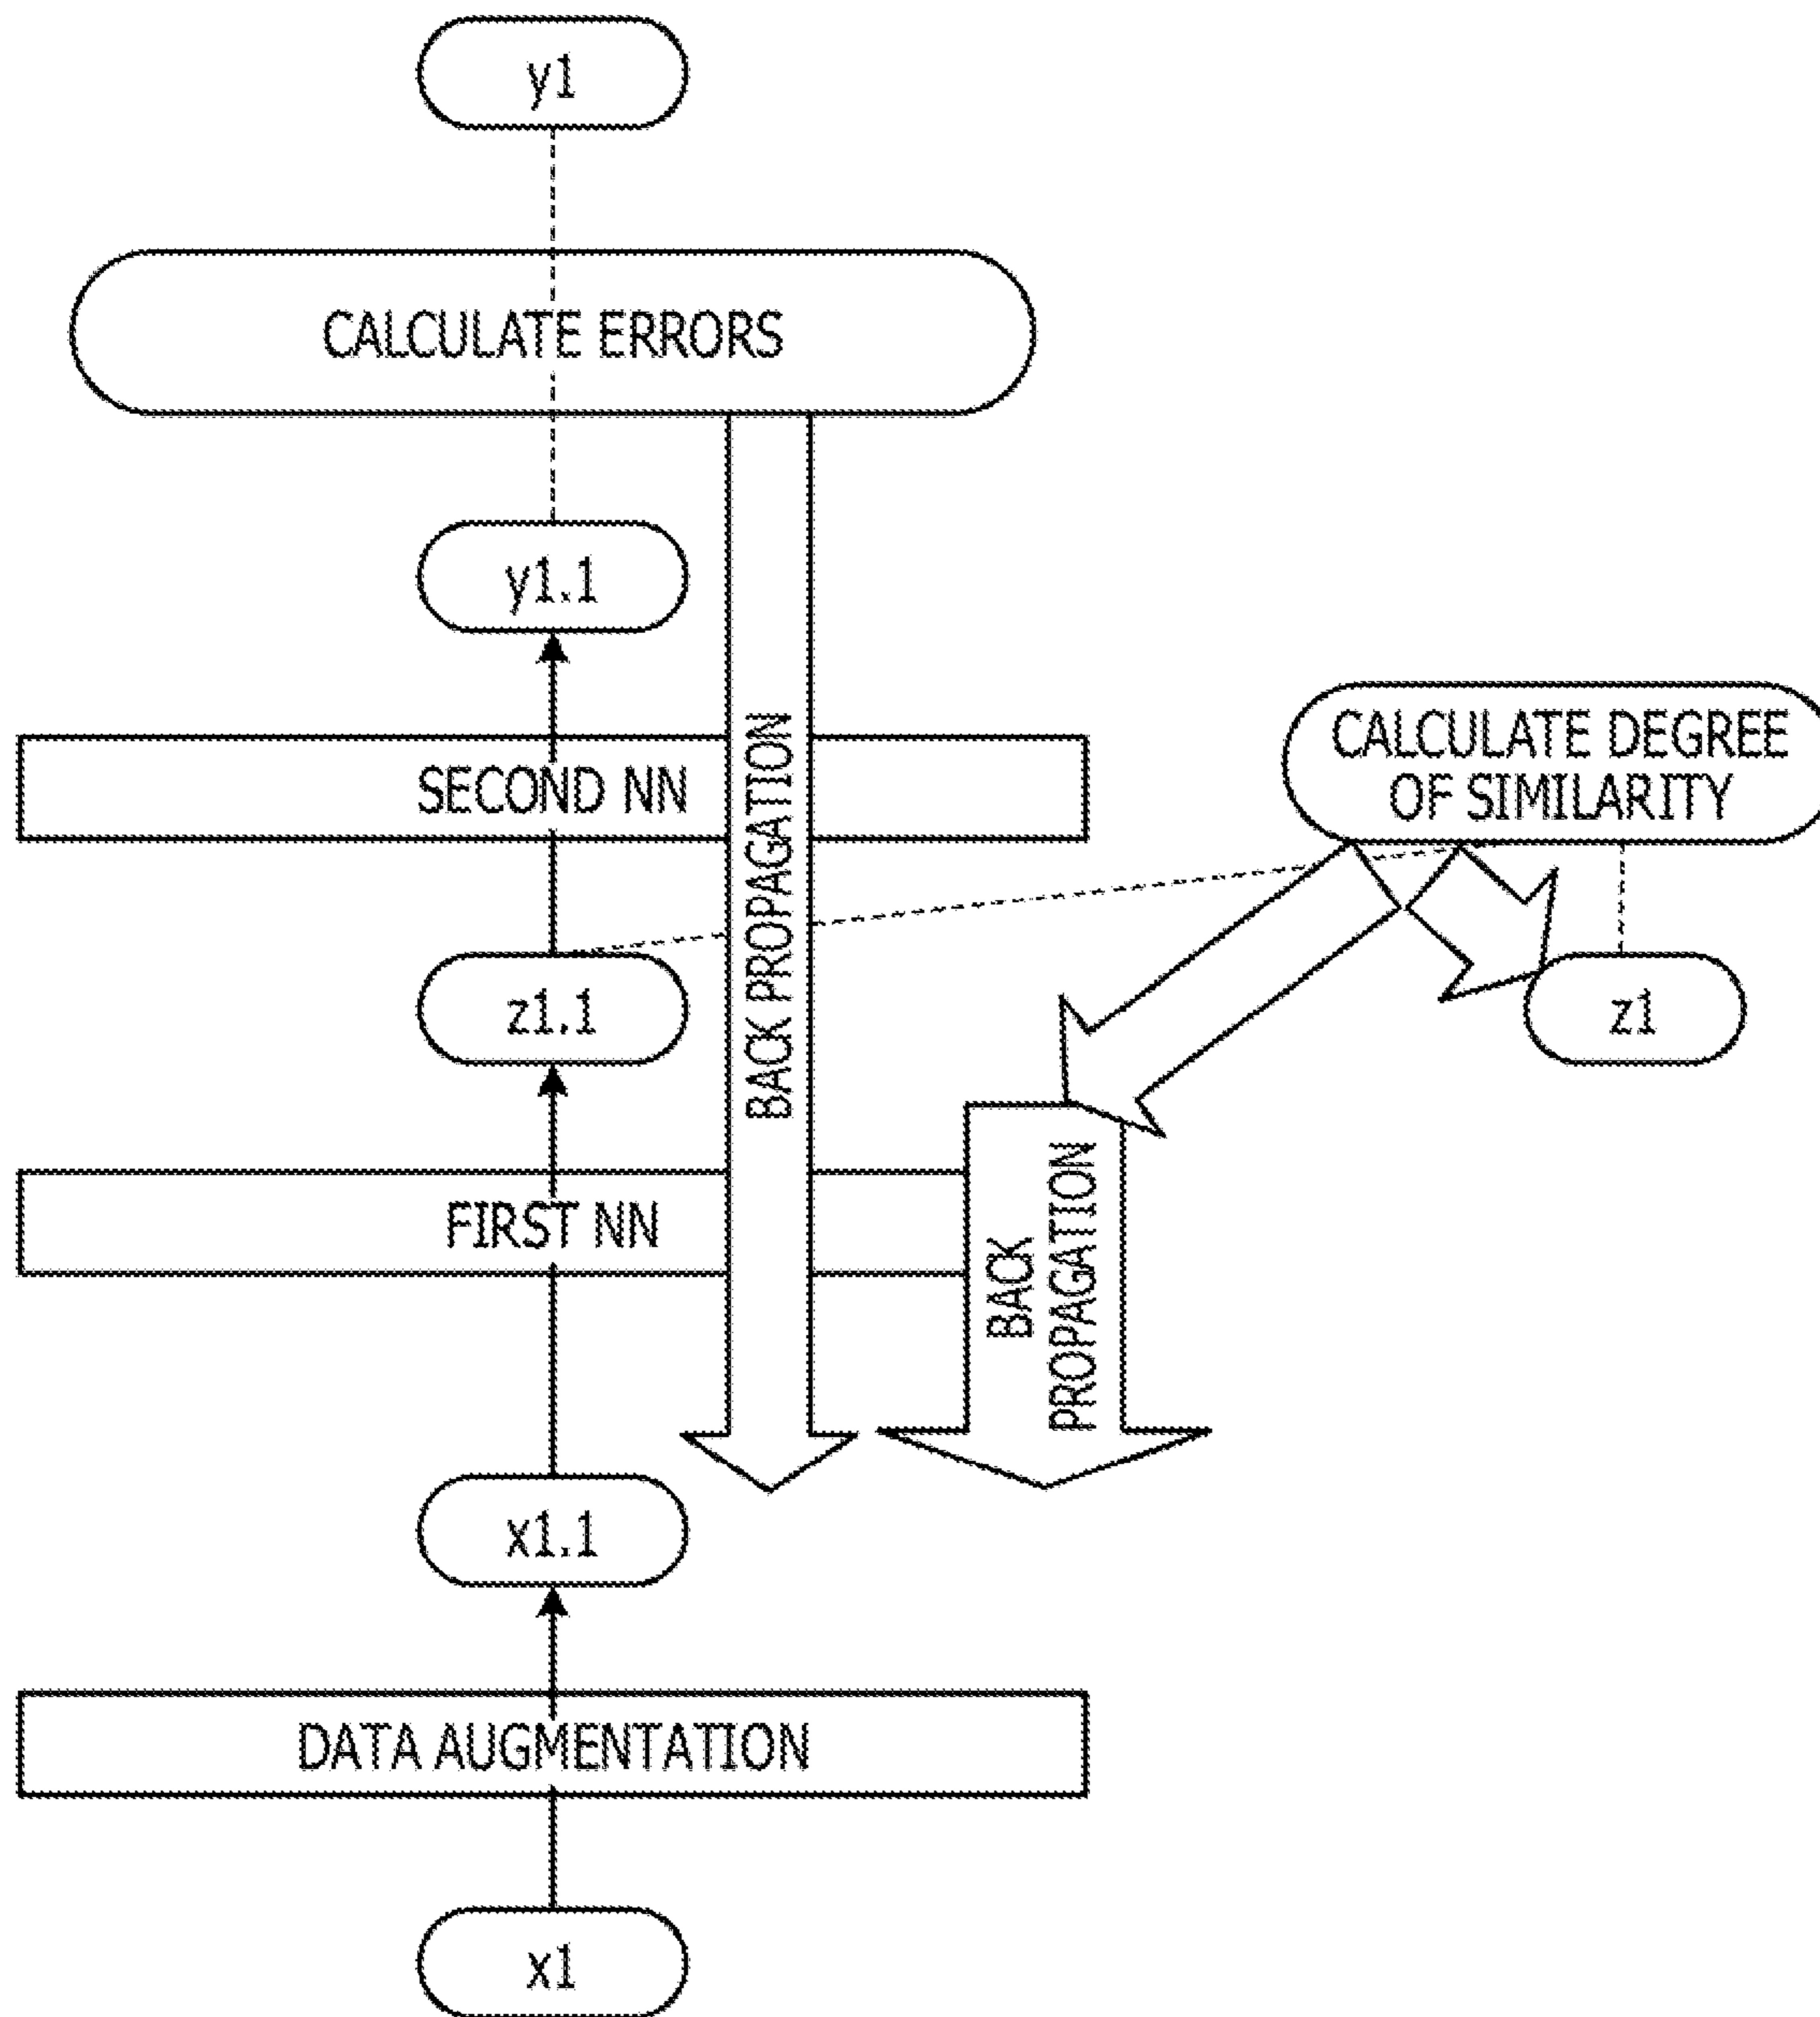 y1
CALCULATE ERRORS
y1.1
SECOND NN
BACK PROPAGATION
CALCULATE DEGREE
OF SIMILARITY
z1.1
z1
FIRST NN
BACK
PROPAGATION
x1.1
DATA AUGMENTATION
x1